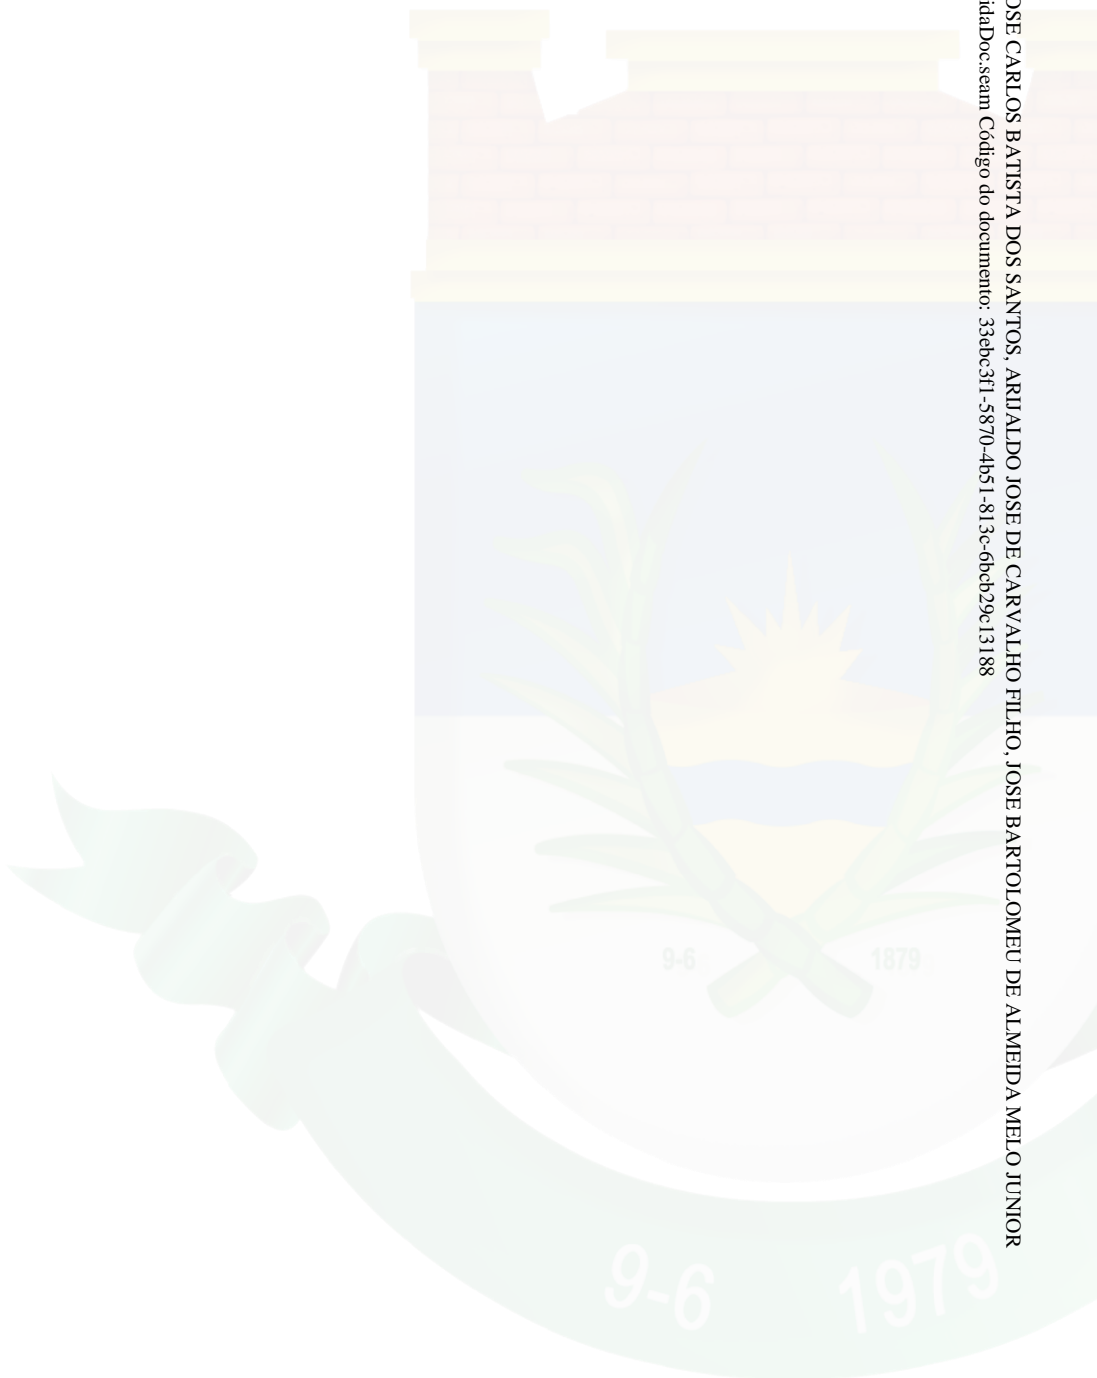 OSE CARLOS BATISTA DOS SANTOS, ARIJALDO JOSE DE CARVALHO FILHO, JOSE BARTOLOMEU DE ALMEIDA MELO JUNIOR
idaDoc.seam Código do documento: 33ebc3f1-5870-4b51-813c-6bcb29c13188
9-6 1879
9-6 1979